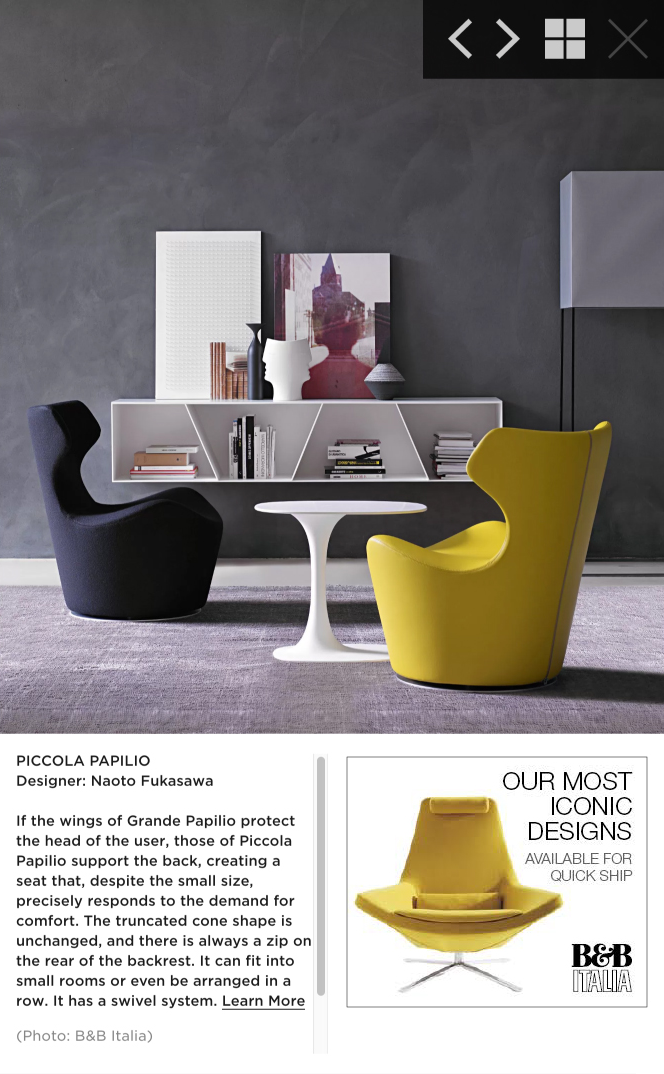 PICCOLA PAPILIO
Designer: Naoto Fukasawa
If the wings of Grande Papilio protect
the head of the user, those of Piccola
Papilio support the back, creating a
seat that, despite the small size,
precisely responds to the demand for
comfort. The truncated cone shape is
unchanged, and there is always a zip on
the rear of the backrest. It can fit into
small rooms or even be arranged in a
row. It has a swivel system. Learn More
(Photo: B&B Italia)
OUR MOST
ICONIC
DESIGNS
AVAILABLE FOR
QUICK SHIP
B&B
ITALIA